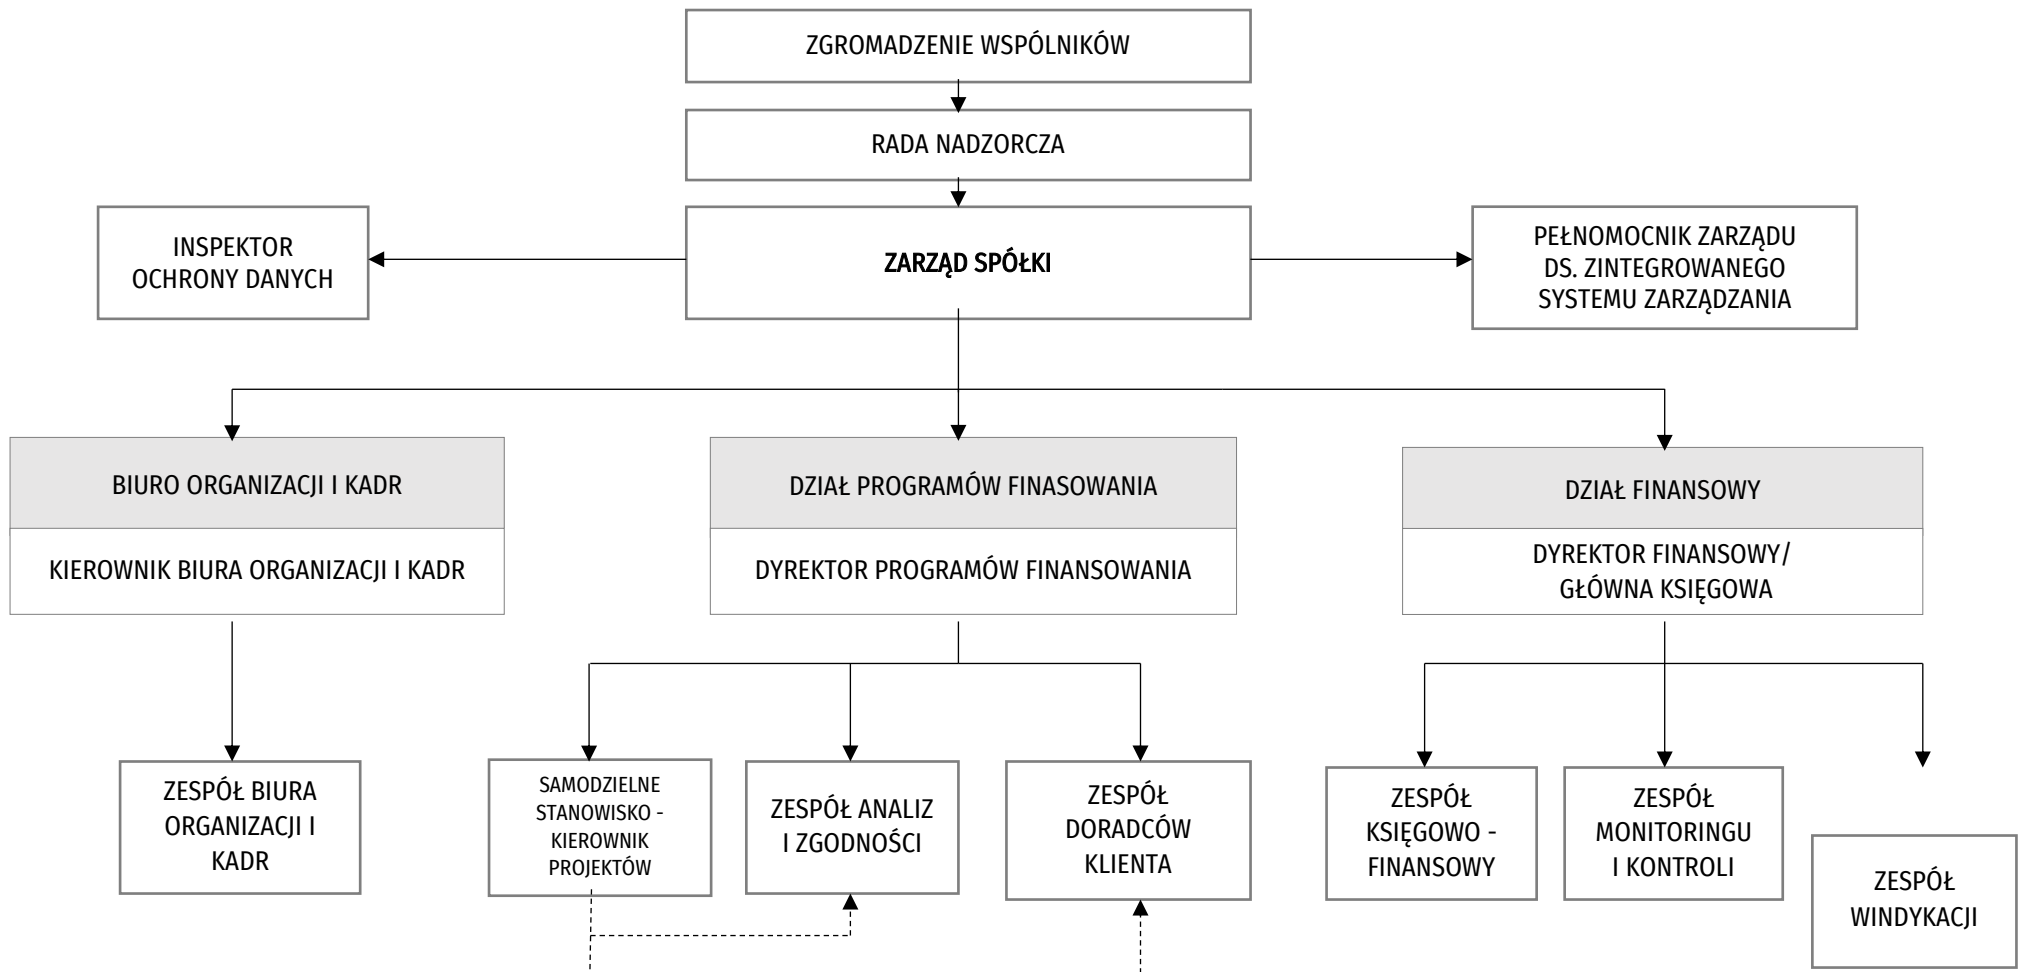 ZGROMADZENIE WSPÓLNIKÓW
RADA NADZORCZA
INSPEKTOR
OCHRONY DANYCH
ZARZĄD SPÓŁKI
PEŁNOMOCNIK ZARZĄDU
DS. ZINTEGROWANEGO
SYSTEMU ZARZĄDZANIA
BIURO ORGANIZACJI I KADR
KIEROWNIK BIURA ORGANIZACJI I KADR
DZIAŁ PROGRAMÓW FINASOWANIA
DYREKTOR PROGRAMÓW FINANSOWANIA
DZIAŁ FINANSOWY
DYREKTOR FINANSOWY/
GŁÓWNA KSIĘGOWA
ZESPÓŁ BIURA
ORGANIZACJI I
KADR
SAMODZIELNE
STANOWISKO -
KIEROWNIK
PROJEKTÓW
ZESPÓŁ ANALIZ
I ZGODNOŚCI
ZESPÓŁ
DORADCÓW
KLIENTA
ZESPÓŁ
KSIĘGOWO -
FINANSOWY
ZESPÓŁ
MONITORINGU
I KONTROLI
ZESPÓŁ
WINDYKACJI